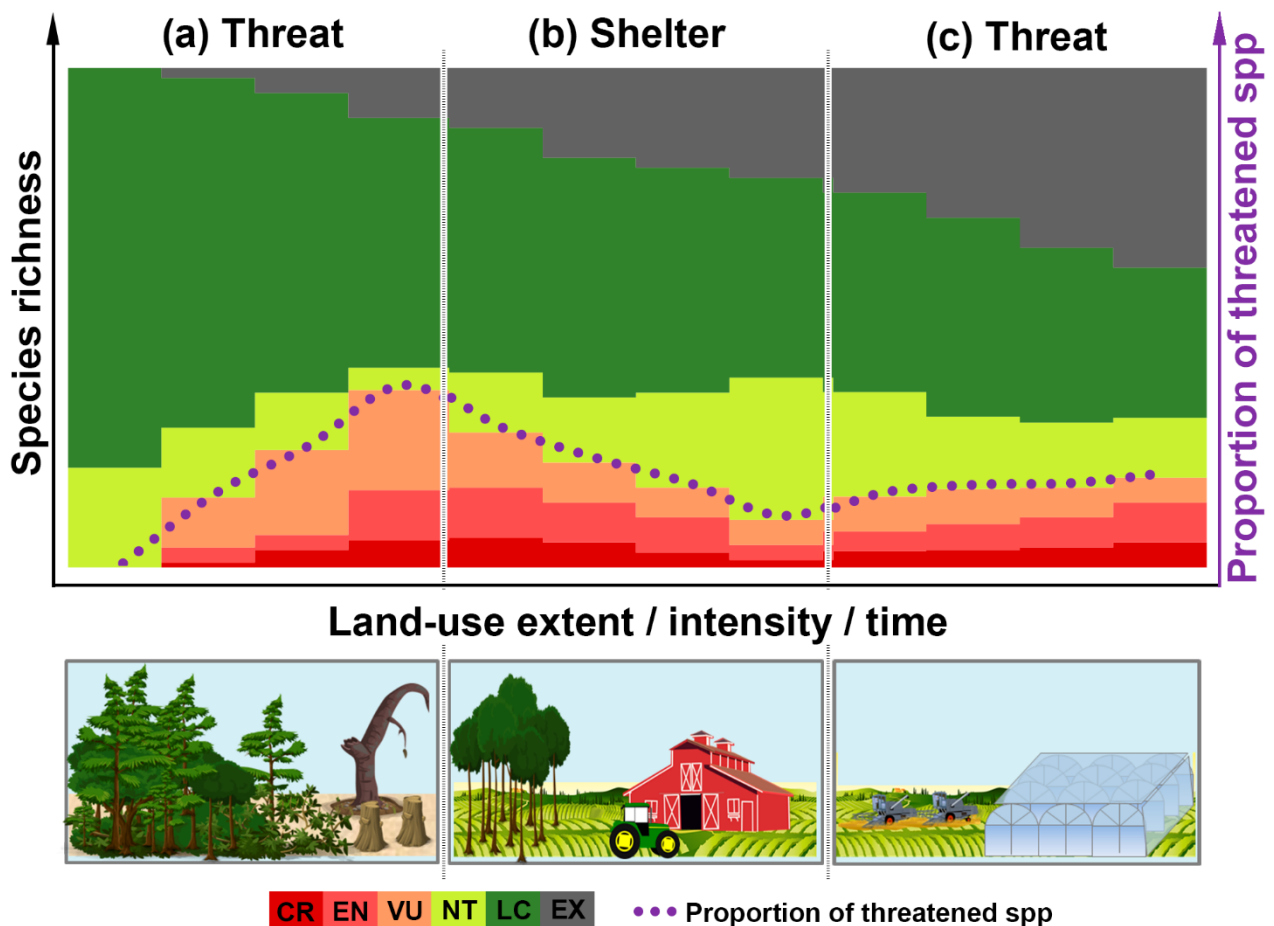 (a) Threat
(b) Shelter
(c) Threat
Species richness
Proportion of threatened spp
Land-use extent / intensity / time
CR EN VU NT LC EX
Proportion of threatened spp